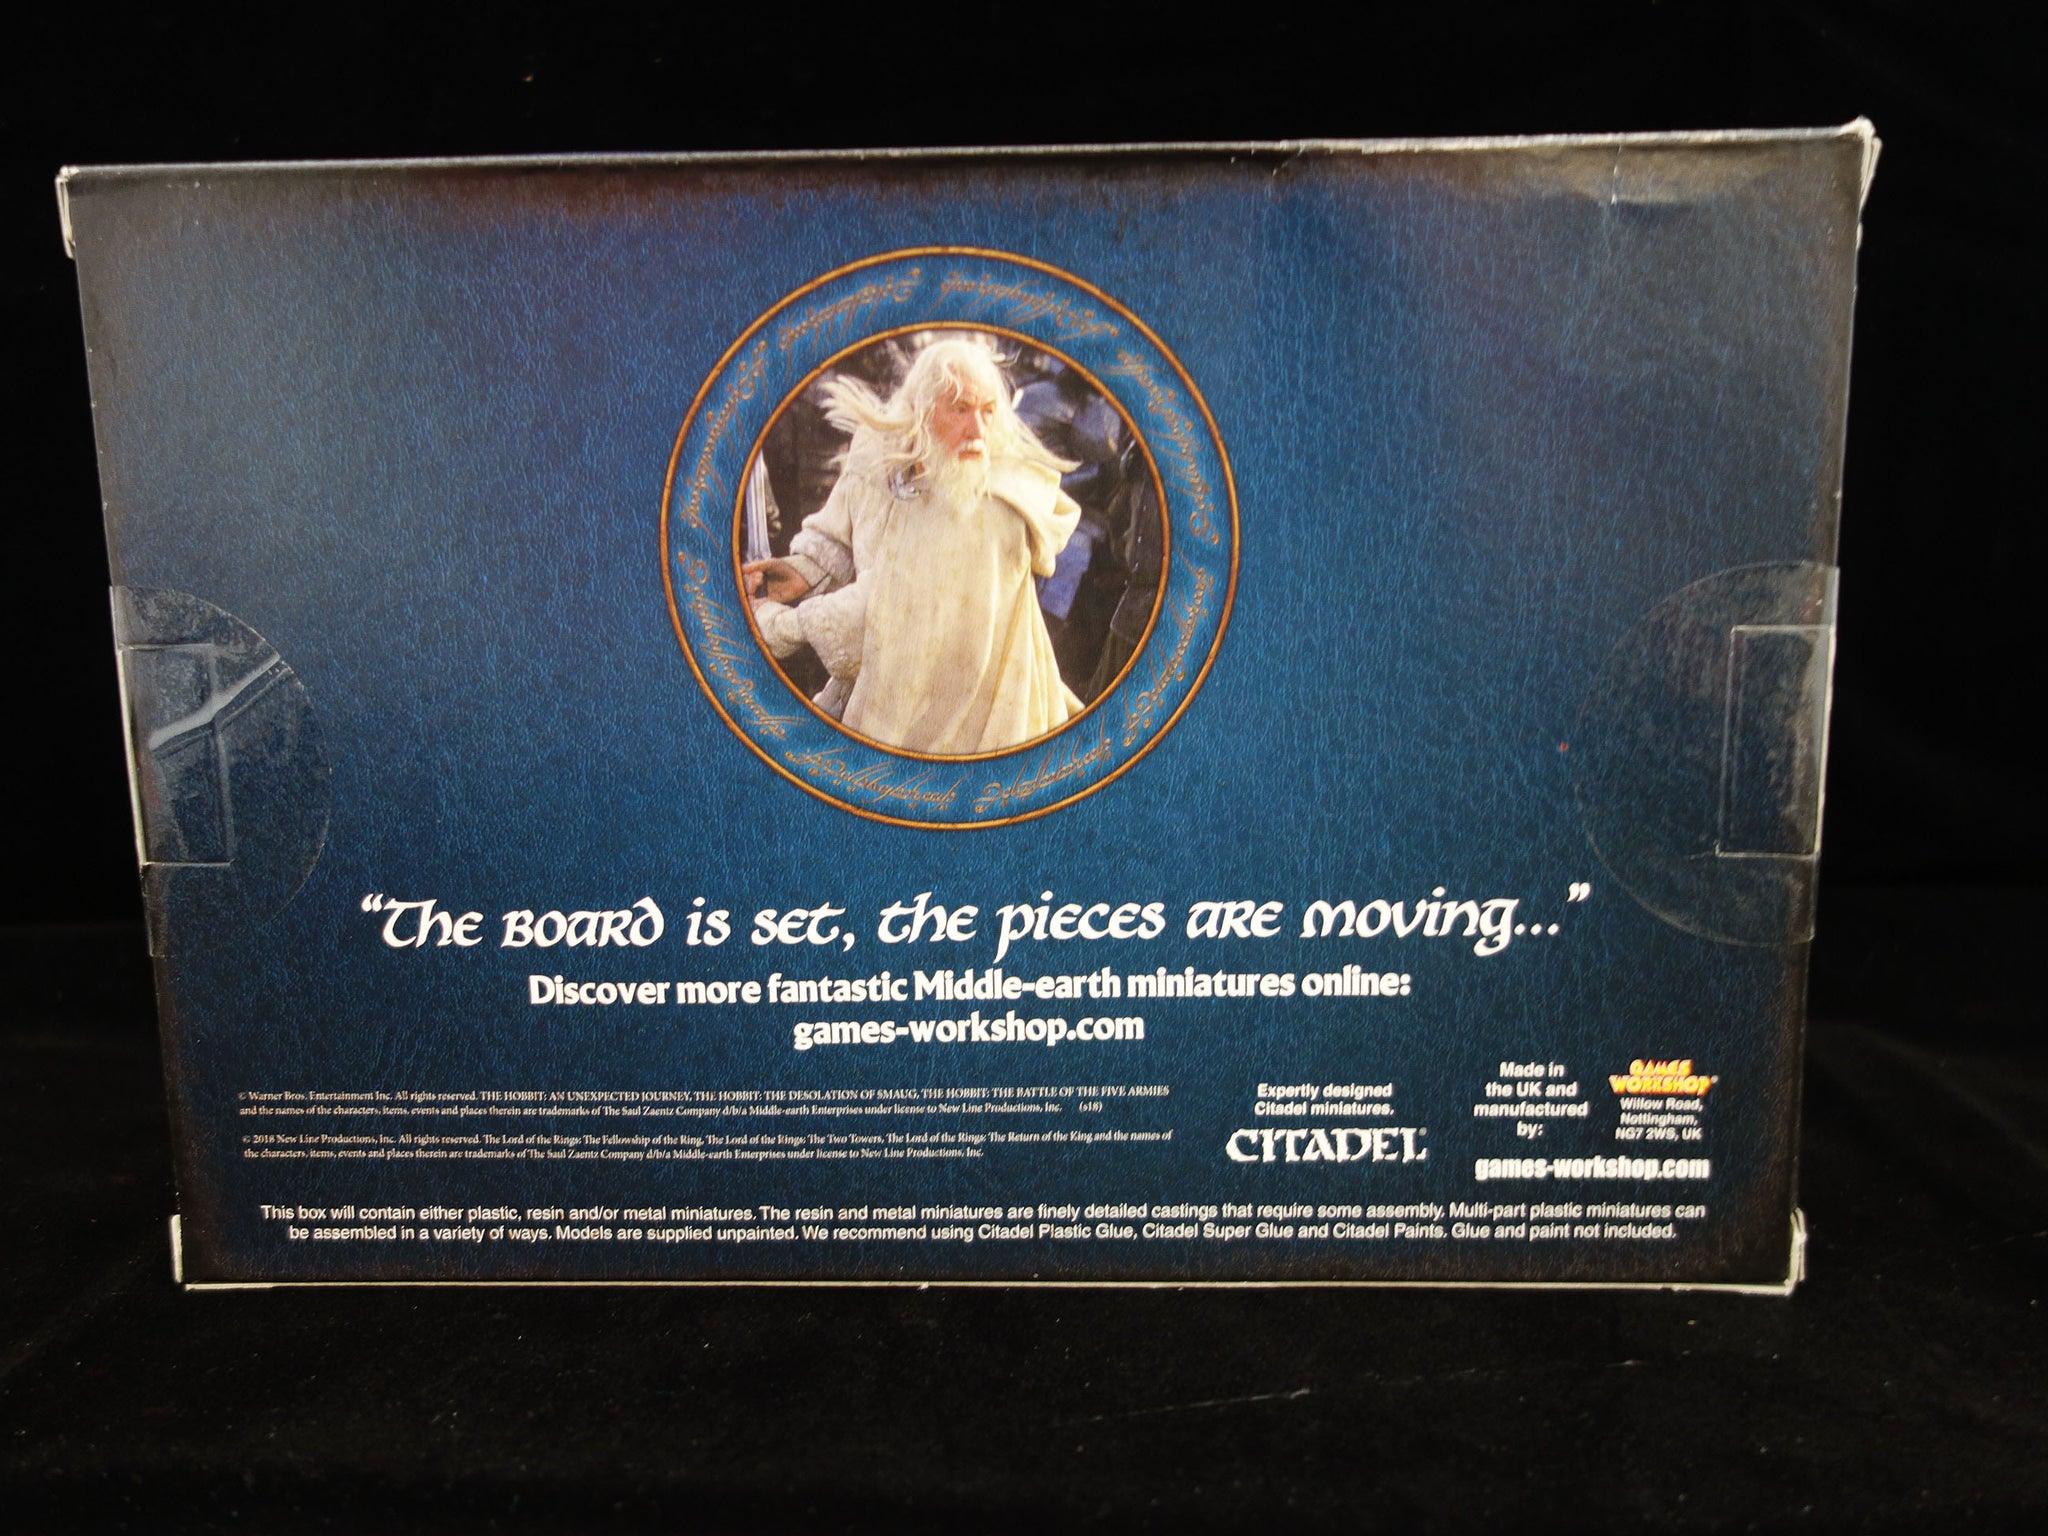 “The Board is set, the pieces are moving...”
Discover more fantastic Middle-earth miniatures online:
games-workshop.com
© Warner Bros. Entertainment Inc. All rights reserved. THE HOBBIT: AN UNEXPECTED JOURNEY, THE HOBBIT: THE DESOLATION OF SMAUG, THE HOBBIT: THE BATTLE OF THE FIVE ARMIES
and the names of the characters, items, events and places therein are trademarks of The Saul Zaentz Company d/b/a Middle-earth Enterprises under license to New Line Productions, Inc. (s18)
© 2018 New Line Productions, Inc. All rights reserved. The Lord of the Rings: The Fellowship of the Ring, The Lord of the Rings: The Two Towers, The Lord of the Rings: The Return of the King and the names of
the characters, items, events and places therein are trademarks of The Saul Zaentz Company d/b/a Middle-earth Enterprises under license to New Line Productions, Inc.
Expertly designed
Citadel miniatures.
CITADEL
Made in
the UK and
manufactured
by:
GAMES
WORKSHOP
Willow Road,
Nottingham,
NG7 2WS, UK
games-workshop.com
This box will contain either plastic, resin and/or metal miniatures. The resin and metal miniatures are finely detailed castings that require some assembly. Multi-part plastic miniatures can
be assembled in a variety of ways. Models are supplied unpainted. We recommend using Citadel Plastic Glue, Citadel Super Glue and Citadel Paints. Glue and paint not included.